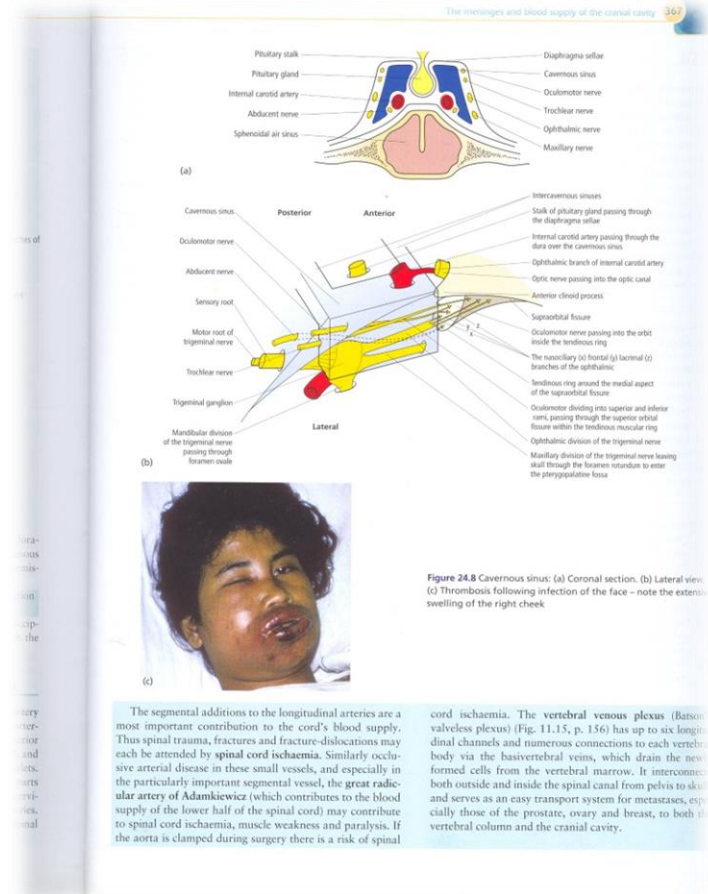 The meninges and blood supply of the cranial cavity 367
Pituitary stalk
Pituitary gland
Internal carotid artery
Abducent nerve
Sphenoidal air sinus
Diaphragma sellae
Cavernous sinus
Oculomotor nerve
Trochlear nerve
Ophthalmic nerve
Maxillary nerve
(a)
Cavernous sinus
Oculomotor nerve
Abducent nerve
Sensory root
Motor root of
trigeminal nerve
Trochlear nerve
Trigeminal ganglion
Mandibular division
of the trigeminal nerve
passing through
foramen ovale
Posterior
Anterior
Lateral
x
y
z
Intercavernous sinuses
Stalk of pituitary gland passing through
the diaphragma sellae
Internal carotid artery passing through the
dura over the cavernous sinus
Ophthalmic branch of internal carotid artery
Optic nerve passing into the optic canal
Anterior clinoid process
Supraorbital fissure
Oculomotor nerve passing into the orbit
inside the tendinous ring
The nasociliary (x) frontal (y) lacrimal (z)
branches of the ophthalmic
Tendinous ring around the medial aspect
of the supraorbital fissure
Oculomotor dividing into superior and inferior
rami, passing through the superior orbital
fissure within the tendinous muscular ring
Ophthalmic division of the trigeminal nerve
Maxillary division of the trigeminal nerve leaving
skull through the foramen rotundum to enter
the pterygopalatine fossa
(b)
(c)
Figure 24.8 Cavernous sinus: (a) Coronal section. (b) Lateral view
(c) Thrombosis following infection of the face – note the
swelling of the right cheek
The segmental additions to the longitudinal arteries are a
most important contribution to the cord's blood supply.
Thus spinal trauma, fractures and fracture-dislocations may
each be attended by spinal cord ischaemia. Similarly occlu-
sive arterial disease in these small vessels, and especially in
the particularly important segmental vessel, the great radic-
ular artery of Adamkiewicz (which contributes to the blood
supply of the lower half of the spinal cord) may contribute
to spinal cord ischaemia, muscle weakness and paralysis. If
the aorta is clamped during surgery there is a risk of spinal
cord ischaemia. The vertebral venous plexus (Batson
valveless plexus) (Fig. 11.15, p. 156) has up to six
dinal channels and numerous connections to each
body via the basivertebral veins, which drain the
formed cells from the vertebral marrow. It
both outside and inside the spinal canal from pelvis to
and serves as an easy transport system for metastases,
cially those of the prostate, ovary and breast, to both
vertebral column and the cranial cavity.